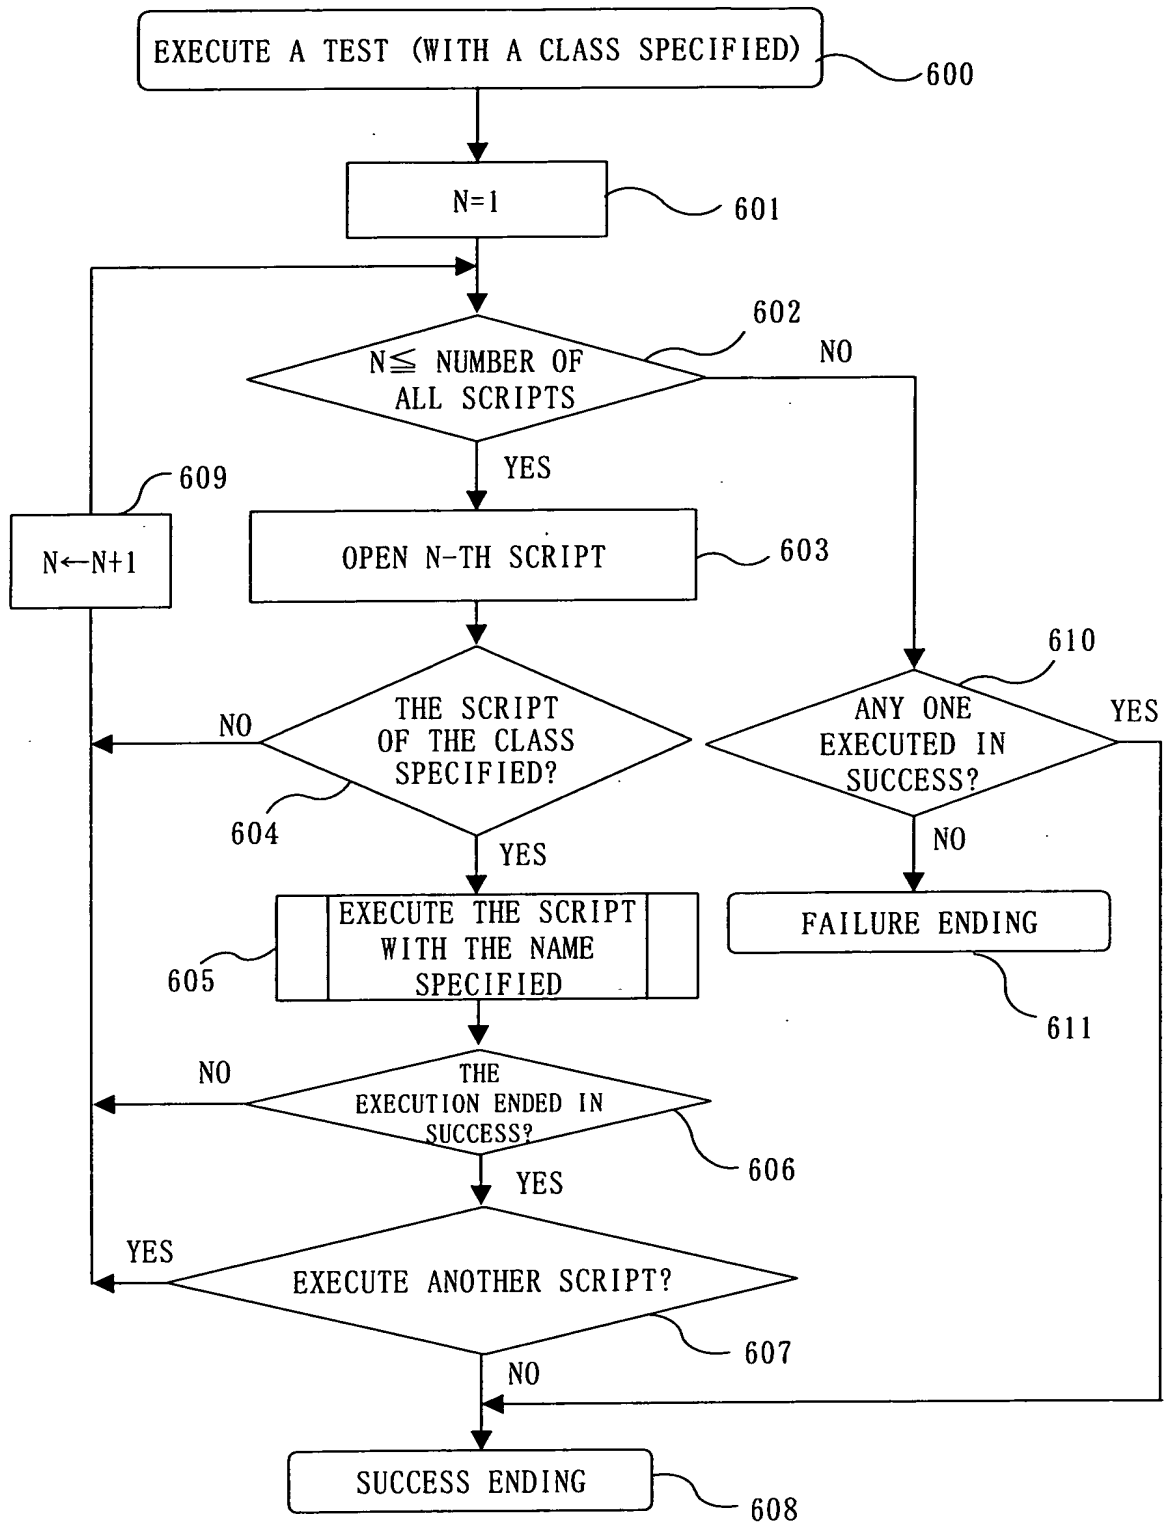 EXECUTE A TEST (WITH A CLASS SPECIFIED)
600
N=1
601
602
N≦ NUMBER OF
ALL SCRIPTS
NO
YES
609
N←N+1
OPEN N-TH SCRIPT
603
610
THE SCRIPT
OF THE CLASS
SPECIFIED?
NO
604
YES
ANY ONE
EXECUTED IN
SUCCESS?
YES
NO
EXECUTE THE SCRIPT
WITH THE NAME
SPECIFIED
605
FAILURE ENDING
611
THE
EXECUTION ENDED IN
SUCCESS?
NO
606
YES
YES
EXECUTE ANOTHER SCRIPT?
607
NO
SUCCESS ENDING
608